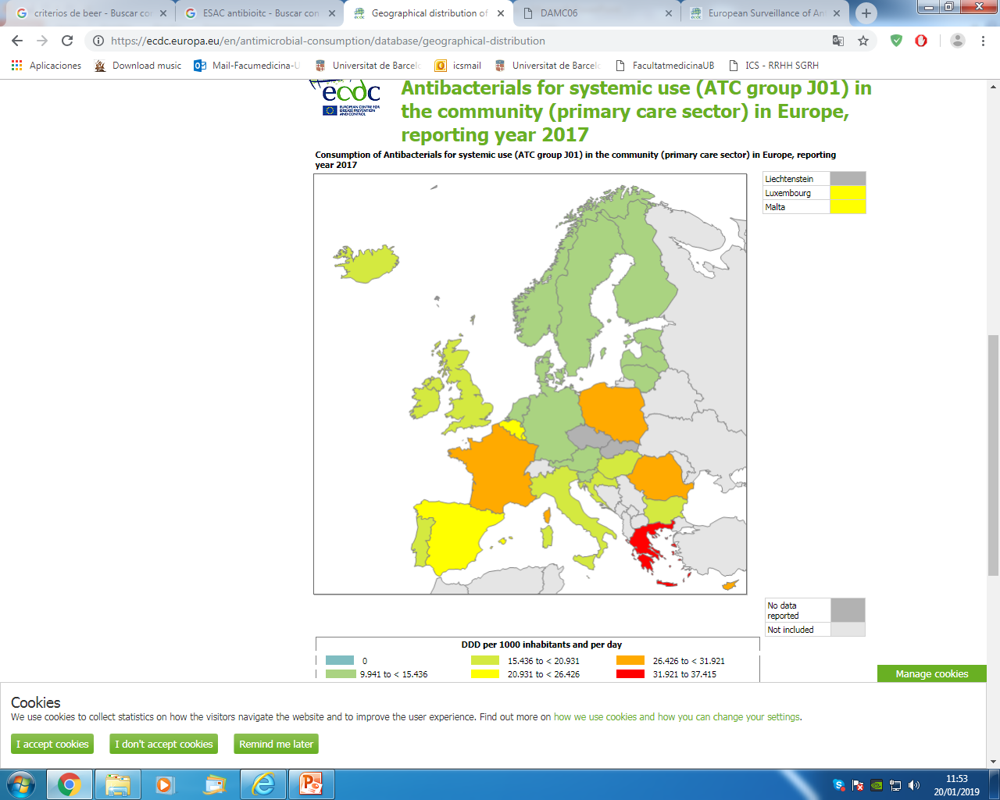 criterios de beer - Buscar con
ESAC antibioitc - Buscar con
Geographical distribution of
DAMC06
European Surveillance of An
https://ecdc.europa.eu/en/antimicrobial-consumption/database/geographical-distribution
Aplicaciones
Download music
Mail-Facumedicina-U
Universitat de Barcelo
icsmail
Universitat de Barcelo
FacultatmedicinaUB
ICS - RRHH SGRH
ecdc
EUROPEAN CENTRE FOR
DISEASE PREVENTION
AND CONTROL
Antibacterials for systemic use (ATC group J01) in
the community (primary care sector) in Europe,
reporting year 2017
Consumption of Antibacterials for systemic use (ATC group J01) in the community (primary care sector) in Europe, reporting
year 2017
Liechtenstein
Luxembourg
Malta
No data
reported
Not included
DDD per 1000 inhabitants and per day
0
15.436 to < 20.931
26.426 to < 31.921
9.941 to < 15.436
20.931 to < 26.426
31.921 to 37.415
Manage cookies
Cookies
We use cookies to collect statistics on how the visitors navigate the website and to improve the user experience. Find out more on how we use cookies and how you can change your settings.
I accept cookies
I don't accept cookies
Remind me later
11:53
20/01/2019